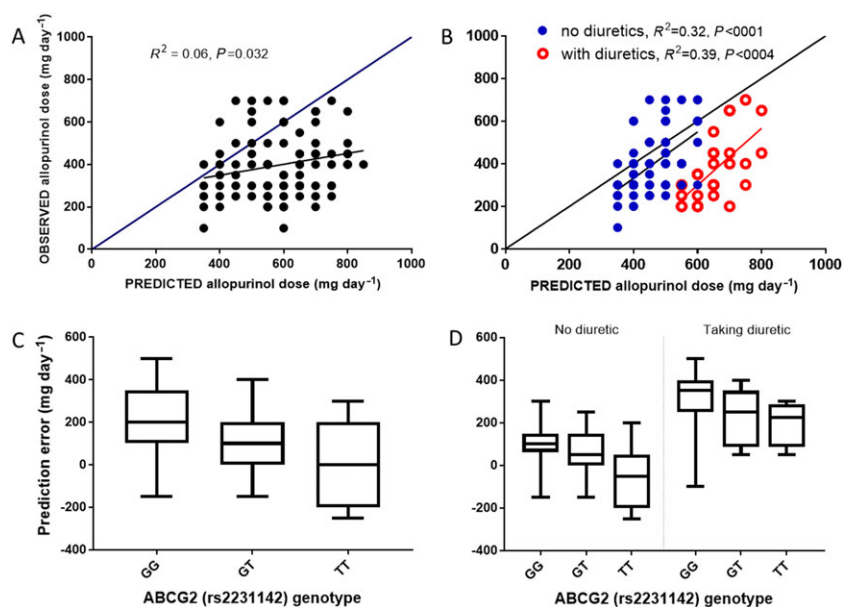 A
R² = 0.06, P=0.032
OBSERVED allopurinol dose (mg day⁻¹)
1000
800
600
400
200
0
0 200 400 600 800 1000
PREDICTED allopurinol dose (mg day⁻¹)
B
no diuretics, R²=0.32, P<0001
with diuretics, R²=0.39, P<0004
1000
800
600
400
200
0
0 200 400 600 800 1000
PREDICTED allopurinol dose (mg day⁻¹)
C
Prediction error (mg day⁻¹)
600
400
200
0
-200
-400
GG GT TT
ABCG2 (rs2231142) genotype
D
No diuretic Taking diuretic
600
400
200
0
-200
-400
GG GT TT GG GT TT
ABCG2 (rs2231142) genotype